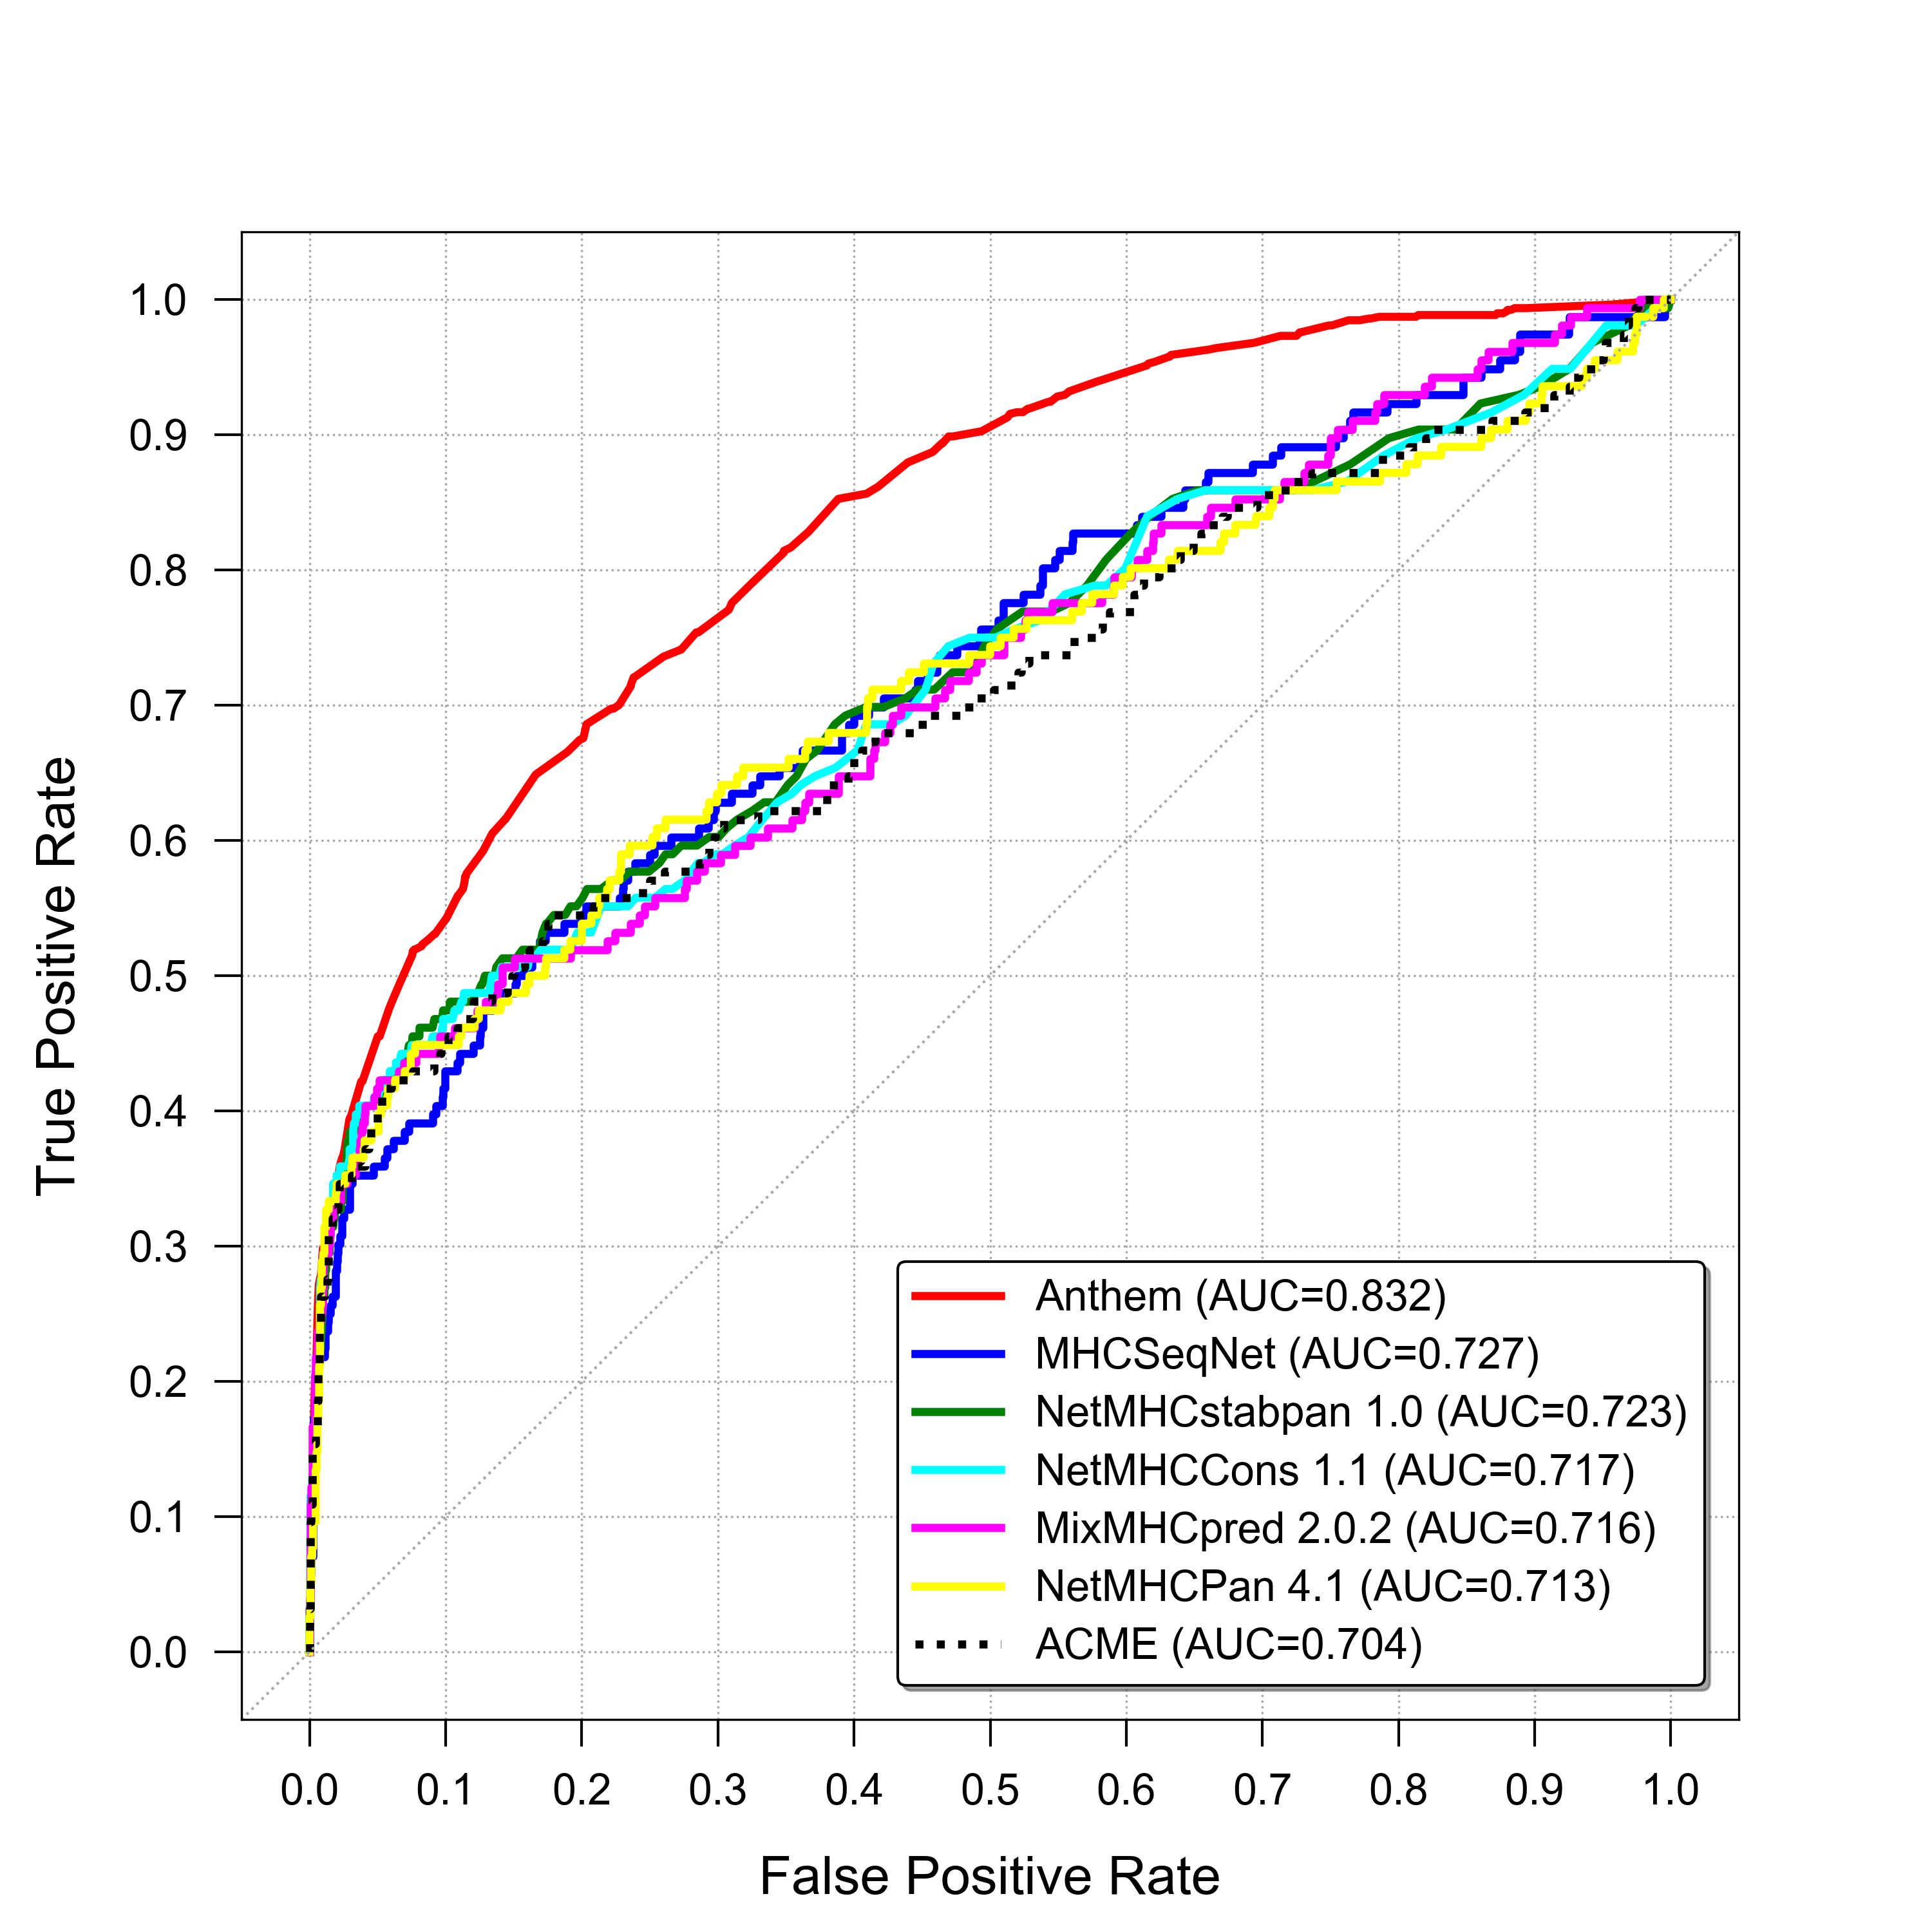 True Positive Rate
1.0
0.9
0.8
0.7
0.6
0.5
0.4
0.3
0.2
0.1
0.0
Anthem (AUC=0.832)
MHCSeqNet (AUC=0.727)
NetMHCstabpan 1.0 (AUC=0.723)
NetMHCCons 1.1 (AUC=0.717)
MixMHCpred 2.0.2 (AUC=0.716)
NetMHCPan 4.1 (AUC=0.713)
ACME (AUC=0.704)
0.0 0.1 0.2 0.3 0.4 0.5 0.6 0.7 0.8 0.9 1.0
False Positive Rate